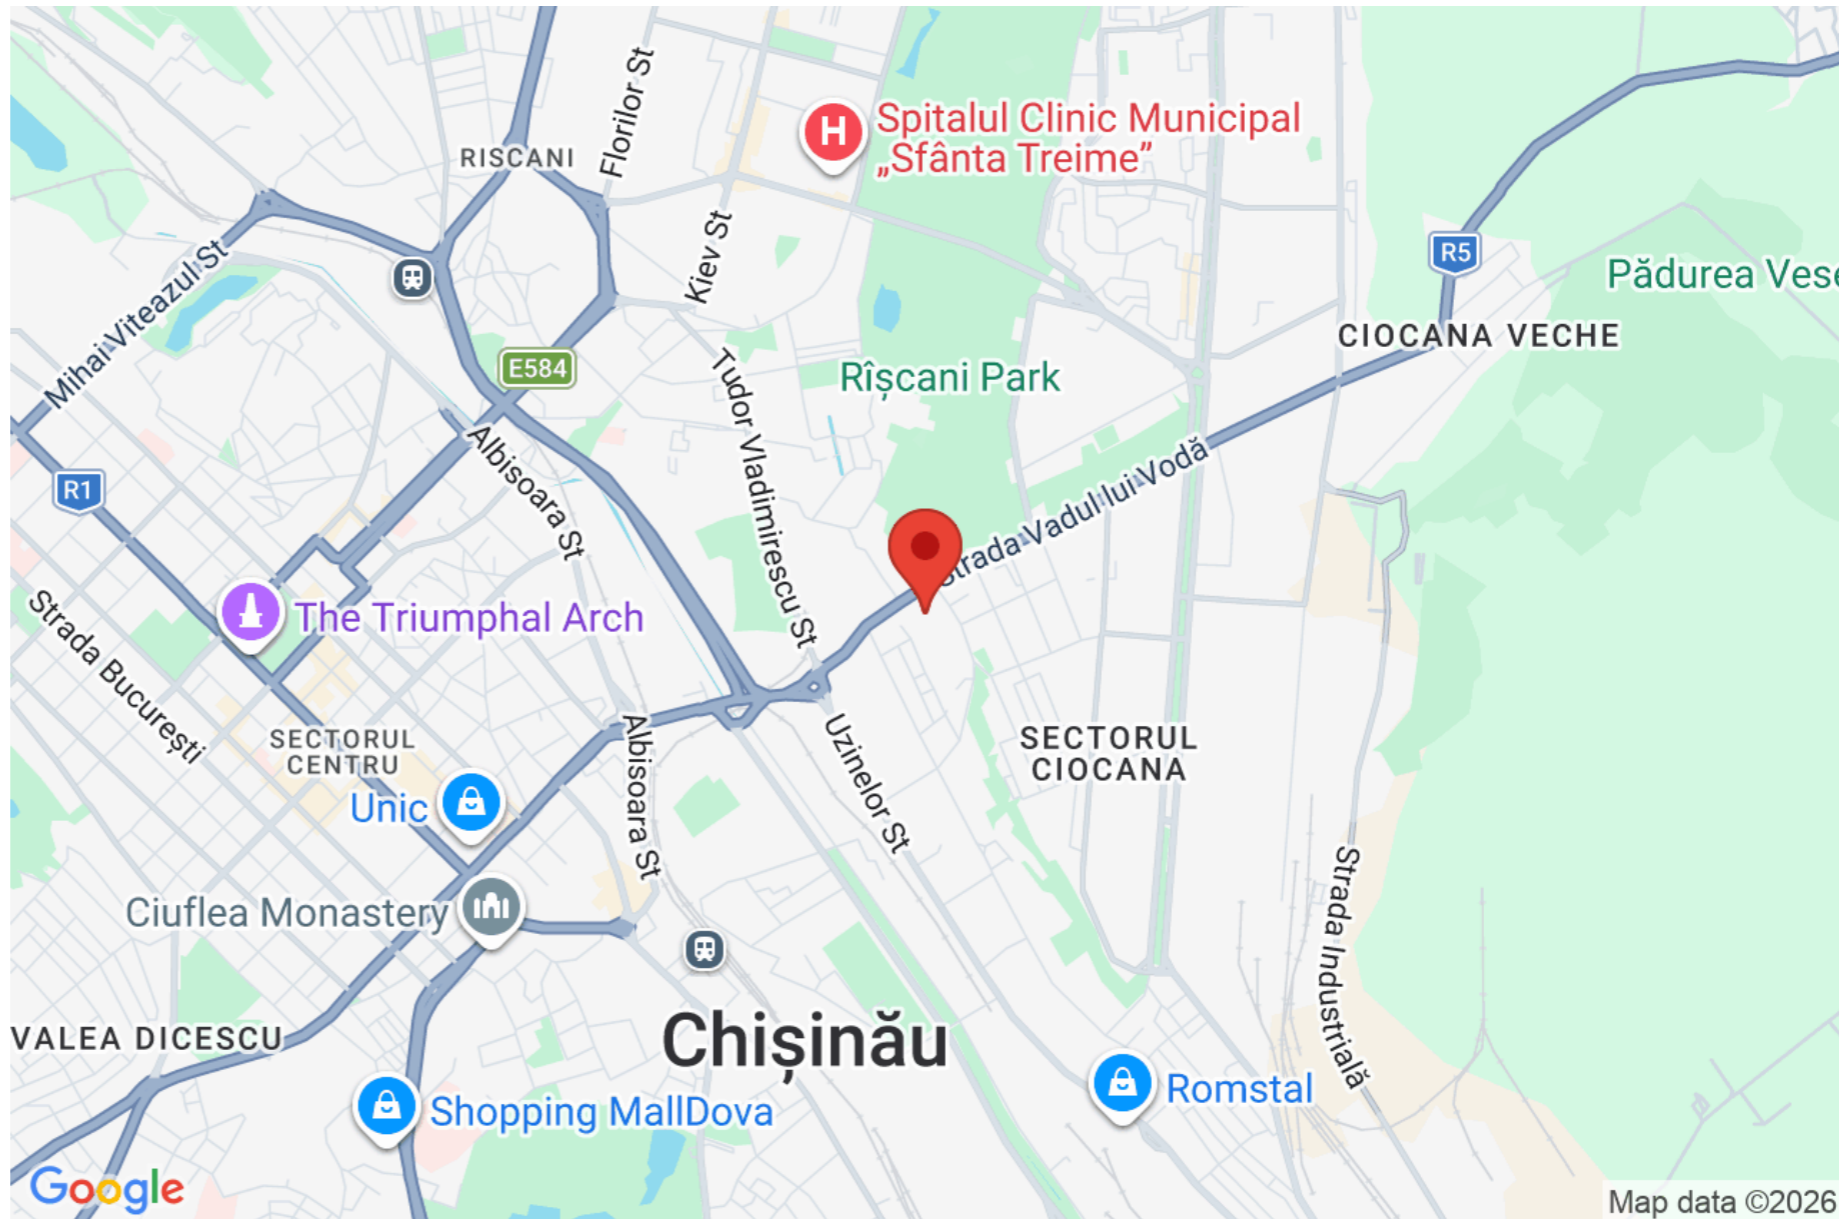 Spitalul Clinic Municipal
„Sfânta Treime”
RISCANI
Florilor St
Kiev St
R5
Pădurea Vese
Mihai Viteazul St
CIOCANA VECHE
E584
Rîșcani Park
Tudor Vladimirescu St
Albisoara St
R1
Strada Vadul lui Vodă
The Triumphal Arch
Strada București
SECTORUL
CENTRU
Albisoara St
Uzinelor St
SECTORUL
CIOCANA
Unic
Ciuflea Monastery
Strada Industrială
VALEA DICESCU
Chișinău
Shopping MallDova
Romstal
Google
Map data ©2026